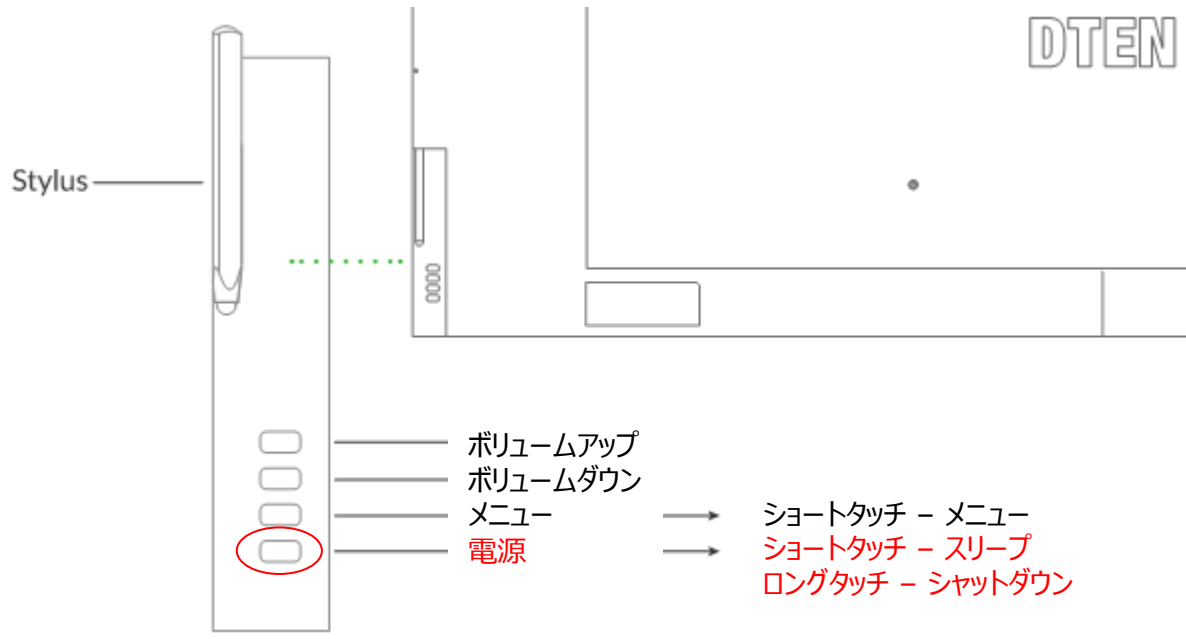 DTEN
Stylus
ボリュームアップ
ボリュームダウン
メニュー ショートタッチ – メニュー
電源 ショートタッチ – スリープ
ロングタッチ – シャットダウン